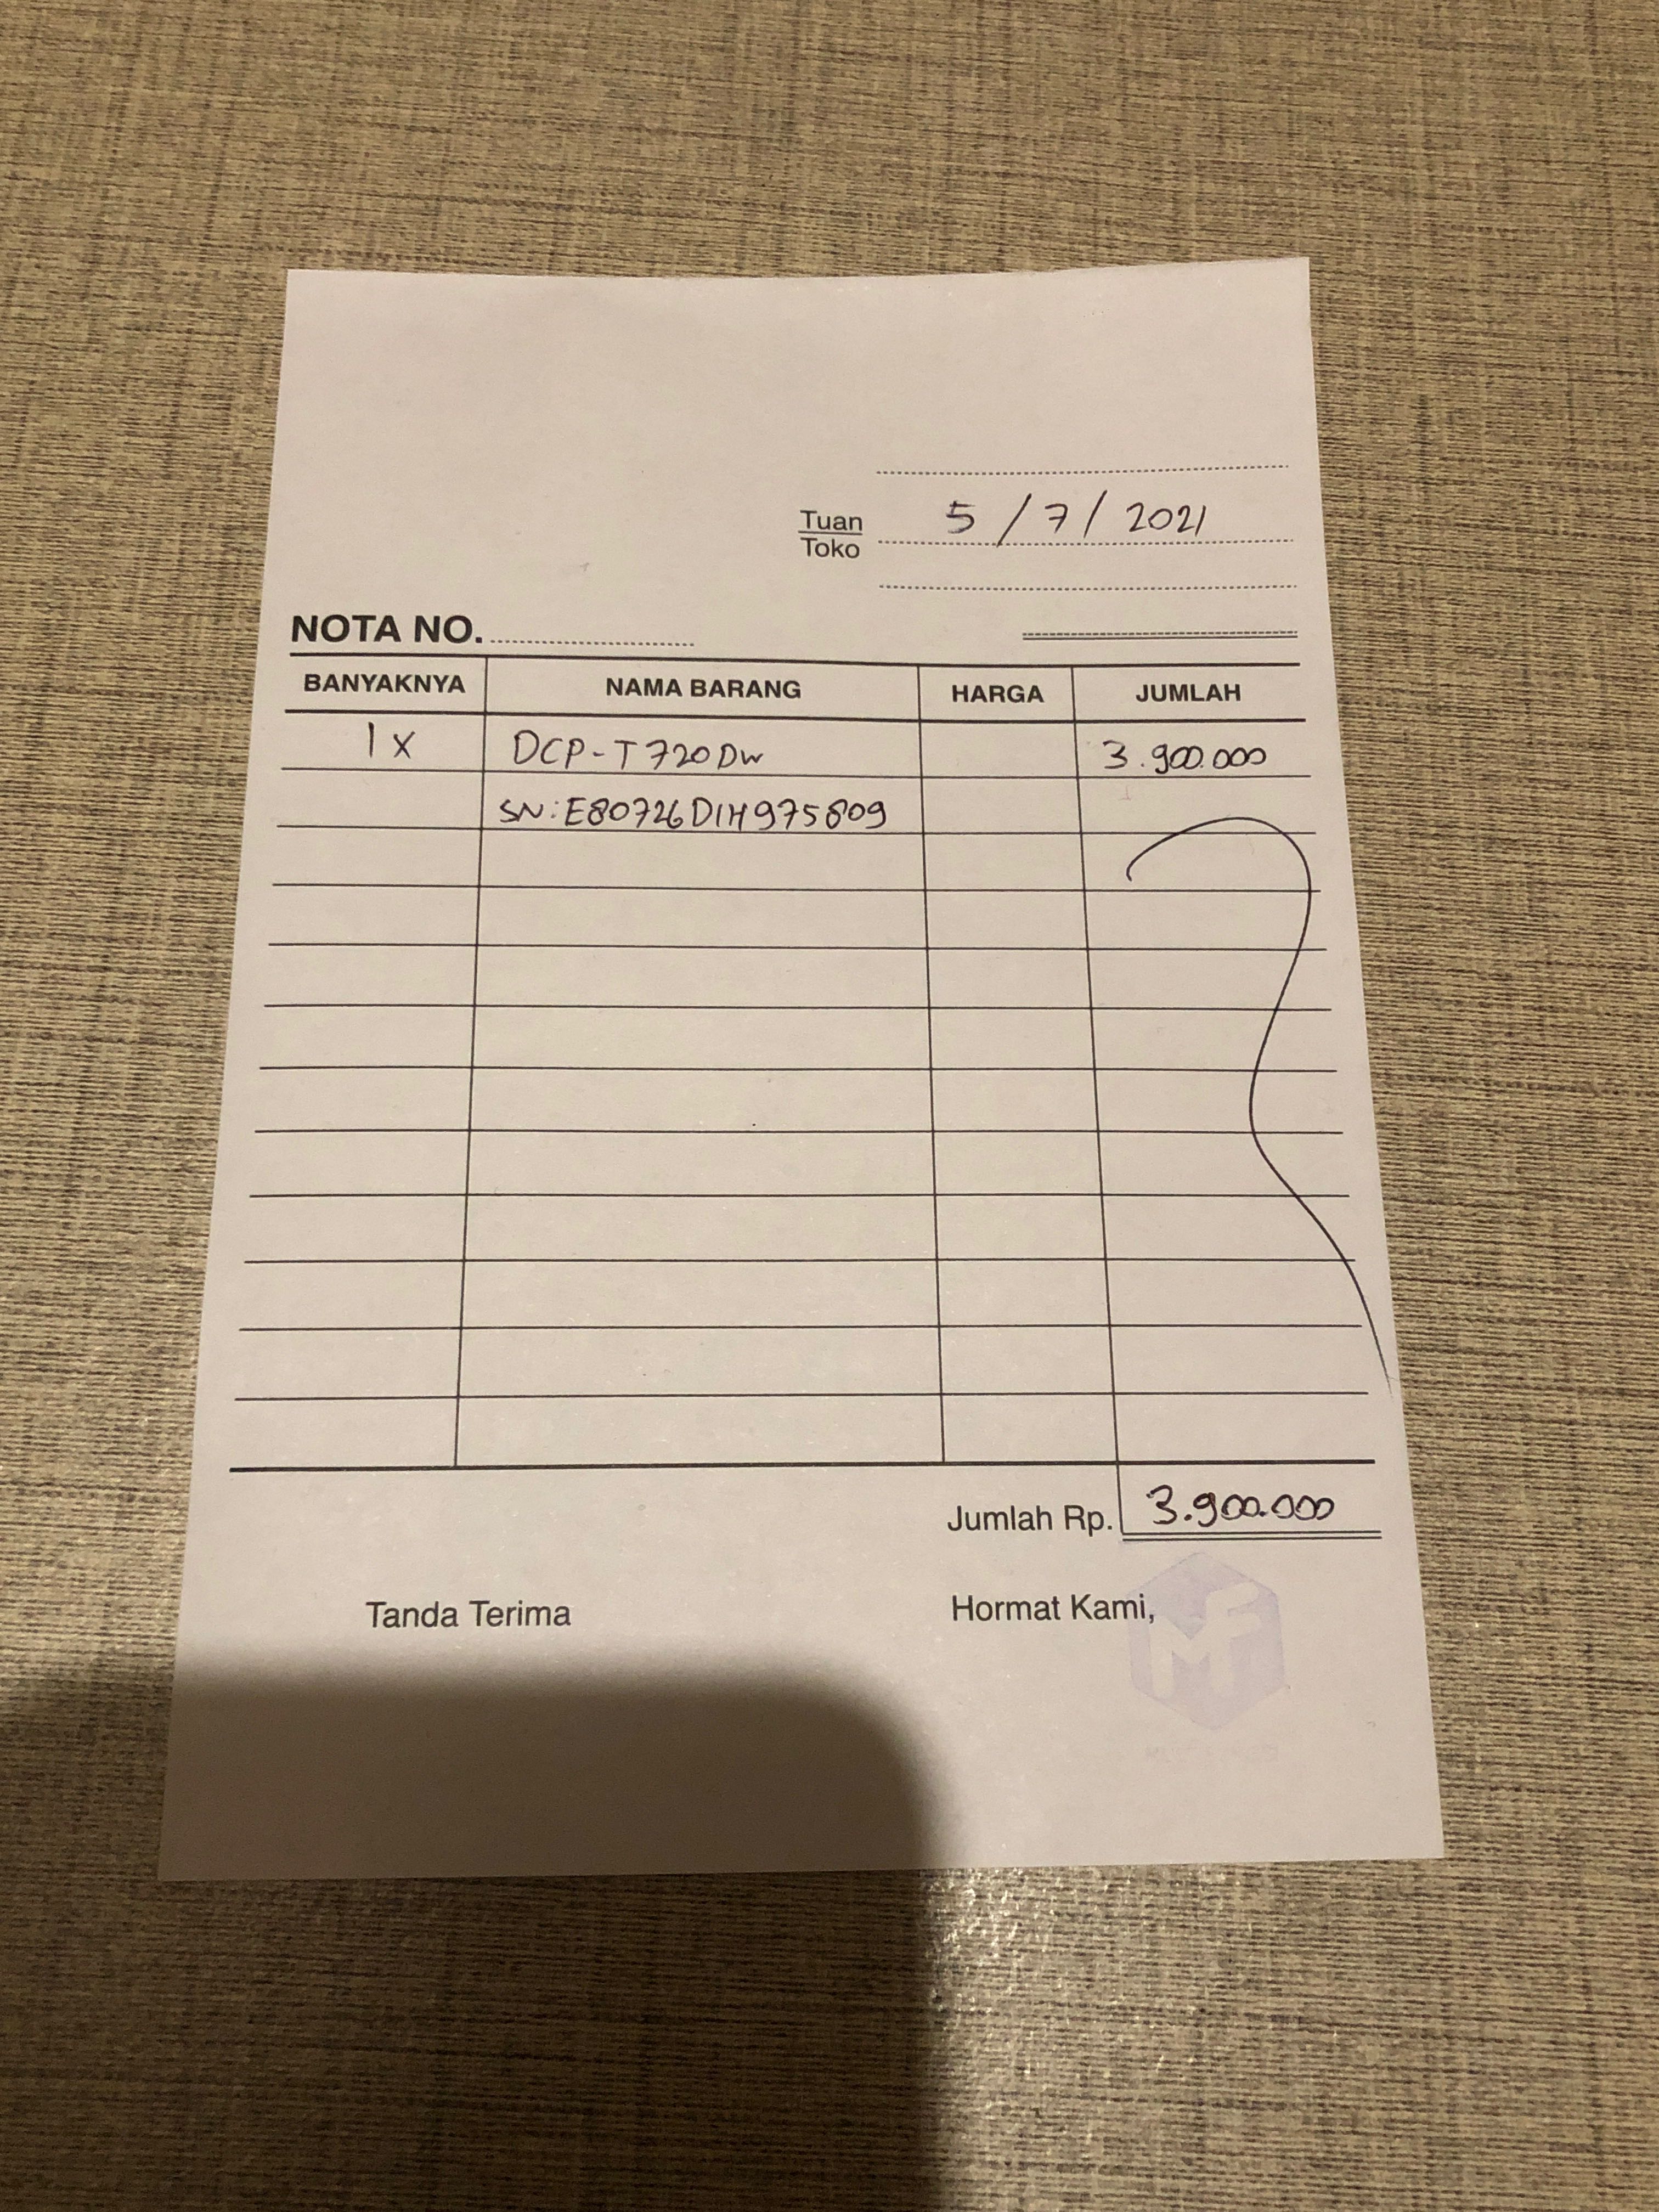 Tuan
Toko
5/7/2021
NOTA NO.
BANYAKNYA NAMA BARANG HARGA JUMLAH
1x DCP-T720DW 3.900.000
SN:E80726D1H975809
Jumlah Rp. 3.900.000
Tanda Terima Hormat Kami,
MF